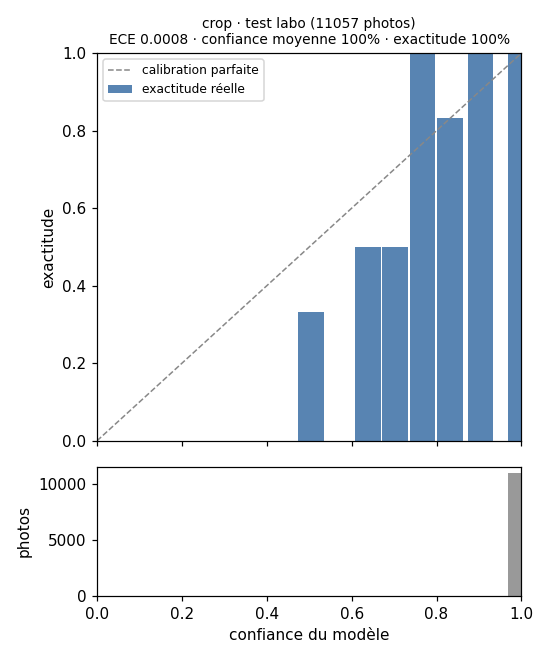 crop · test labo (11057 photos)
ECE 0.0008 · confiance moyenne 100% · exactitude 100%
calibration parfaite
exactitude réelle
exactitude
1.0
0.8
0.6
0.4
0.2
0.0
photos
10000
5000
0
0.0 0.2 0.4 0.6 0.8 1.0
confiance du modèle